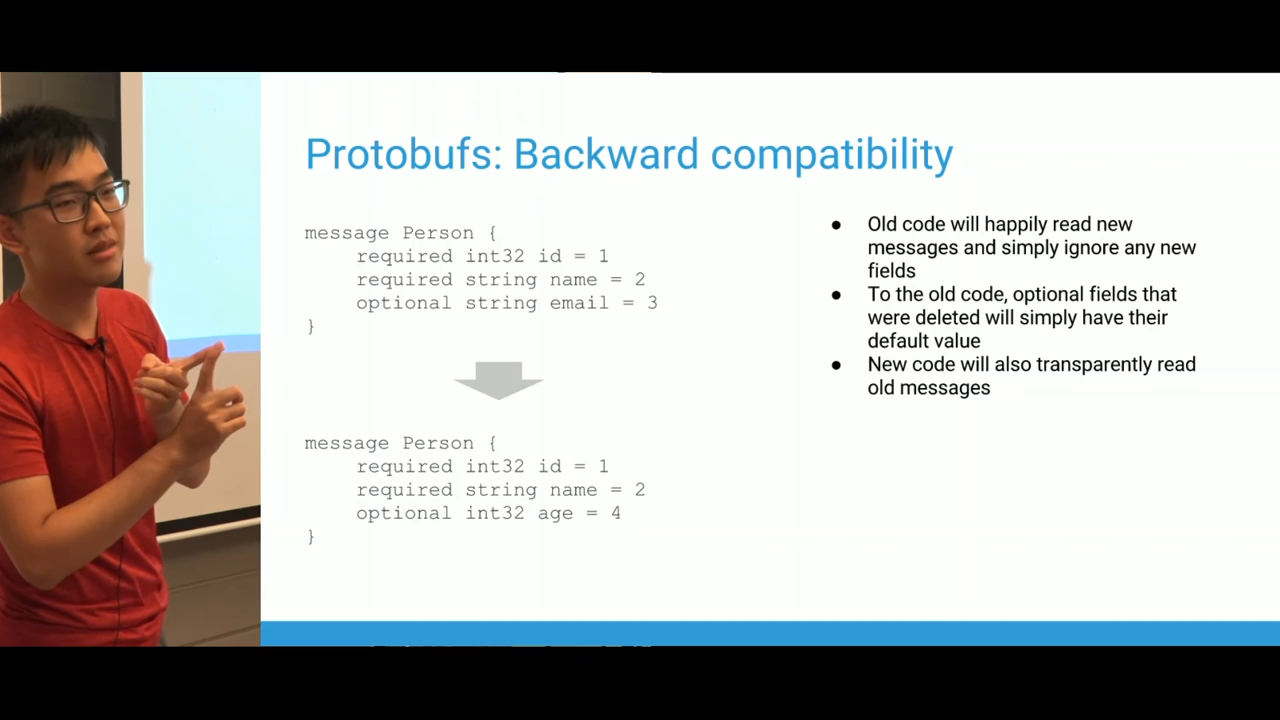 Protobufs: Backward compatibility
message Person {
required int32 id = 1
required string name = 2
optional string email = 3
}
message Person {
required int32 id = 1
required string name = 2
optional int32 age = 4
}
● Old code will happily read new
messages and simply ignore any new
fields
● To the old code, optional fields that
were deleted will simply have their
default value
● New code will also transparently read
old messages